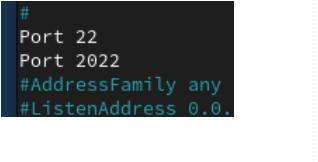 #
Port 22
Port 2022
#AddressFamily any
#ListenAddress 0.0.